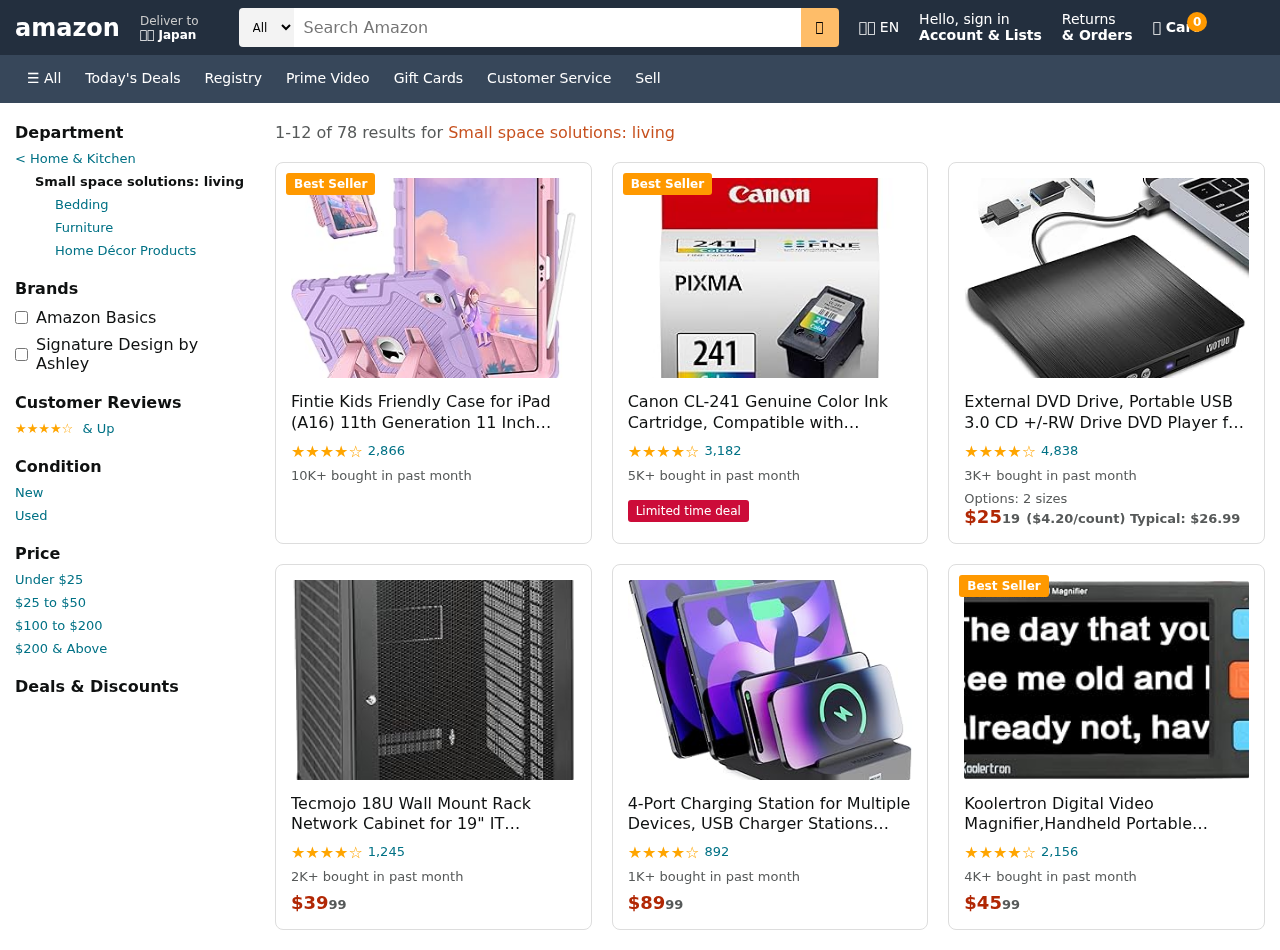 amazon
Deliver to
Japan
All
Search Amazon
EN
Hello, sign in
Account & Lists
Returns
& Orders
Car
0
☰ All
Today's Deals
Registry
Prime Video
Gift Cards
Customer Service
Sell
Department
< Home & Kitchen
Small space solutions: living
Bedding
Furniture
Home Décor Products
Brands
Amazon Basics
Signature Design by
Ashley
Customer Reviews
★★★★☆ & Up
Condition
New
Used
Price
Under $25
$25 to $50
$100 to $200
$200 & Above
Deals & Discounts
1-12 of 78 results for Small space solutions: living
Best Seller
Fintie Kids Friendly Case for iPad
(A16) 11th Generation 11 Inch...
★★★★☆ 2,866
10K+ bought in past month
Best Seller
Canon
241
Color
FINE
PIXMA
241
Color
241
Canon CL-241 Genuine Color Ink
Cartridge, Compatible with...
★★★★☆ 3,182
5K+ bought in past month
Limited time deal
External DVD Drive, Portable USB
3.0 CD +/-RW Drive DVD Player f...
★★★★☆ 4,838
3K+ bought in past month
Options: 2 sizes
$25 19 ($4.20/count) Typical: $26.99
Tecmojo 18U Wall Mount Rack
Network Cabinet for 19" IT...
★★★★☆ 1,245
2K+ bought in past month
$39 99
4-Port Charging Station for Multiple
Devices, USB Charger Stations...
★★★★☆ 892
1K+ bought in past month
$89 99
Best Seller
Magnifier
The day that you
see me old and I
already not, hav
Koolertron
Koolertron Digital Video
Magnifier,Handheld Portable...
★★★★☆ 2,156
4K+ bought in past month
$45 99